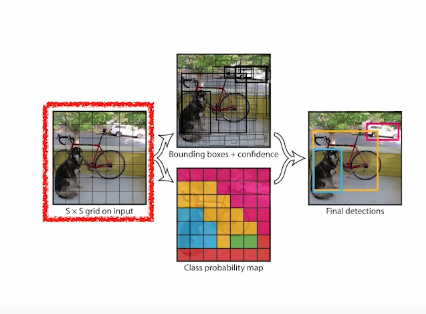 Bounding boxes + confidence
S × S grid on input
Final detections
Class probability map